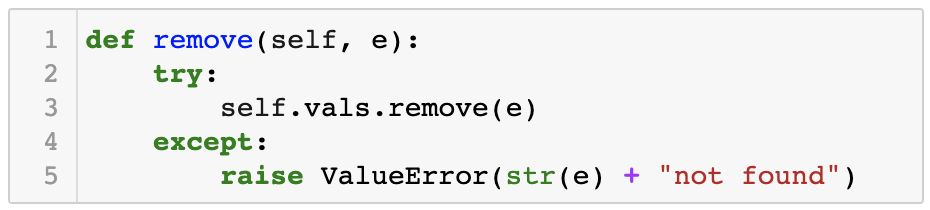 1 def remove(self, e):
2     try:
3         self.vals.remove(e)
4     except:
5         raise ValueError(str(e) + "not found")